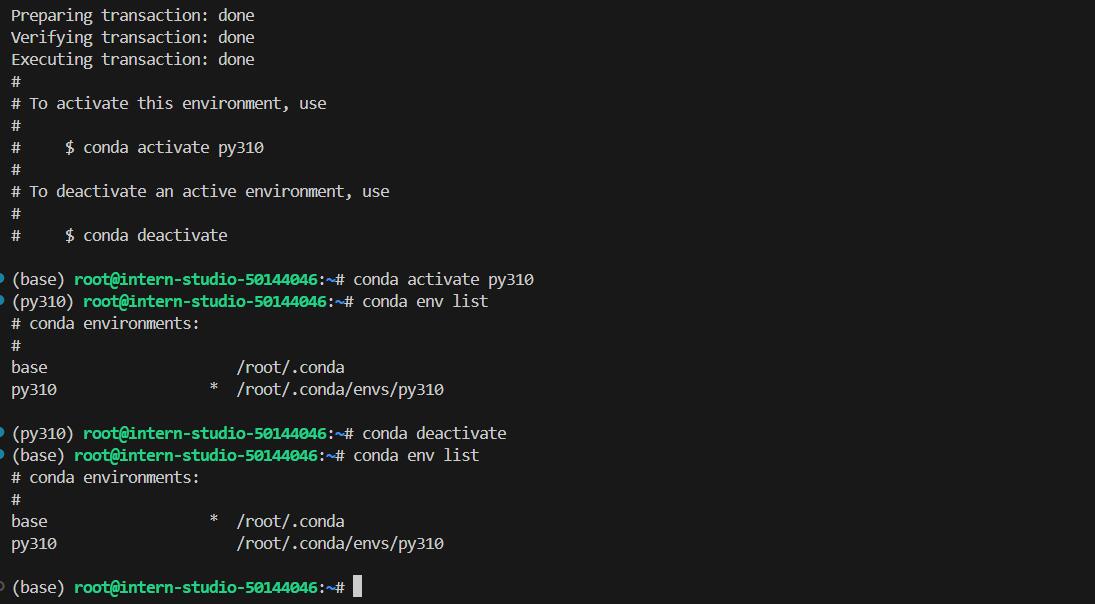 Preparing transaction: done
Verifying transaction: done
Executing transaction: done
#
# To activate this environment, use
#
#     $ conda activate py310
#
# To deactivate an active environment, use
#
#     $ conda deactivate
(base) root@intern-studio-50144046:~# conda activate py310
(py310) root@intern-studio-50144046:~# conda env list
# conda environments:
#
base                     /root/.conda
py310                 *  /root/.conda/envs/py310
(py310) root@intern-studio-50144046:~# conda deactivate
(base) root@intern-studio-50144046:~# conda env list
# conda environments:
#
base                  *  /root/.conda
py310                    /root/.conda/envs/py310
(base) root@intern-studio-50144046:~#